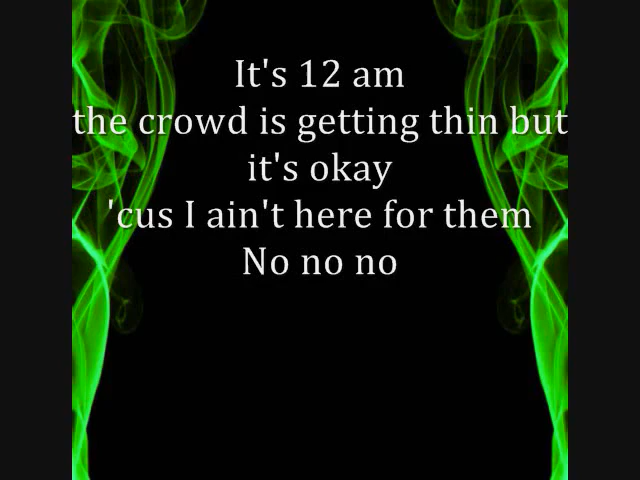 It's 12 am
the crowd is getting thin but
it's okay
'cus I ain't here for them
No no no